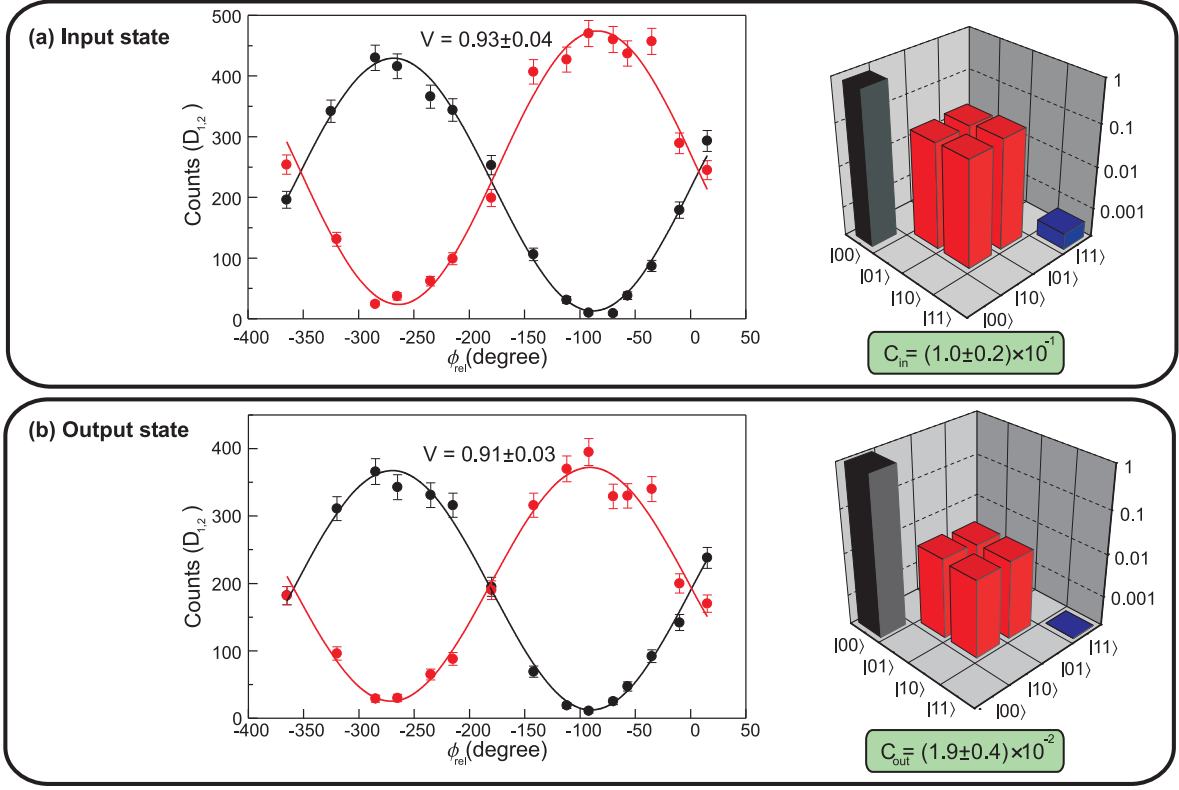 (a) Input state
V = 0.93±0.04
500
400
300
200
100
0
Counts (D1,2)
-400 -350 -300 -250 -200 -150 -100 -50 0 50
ϕrel(degree)
1
0.1
0.01
0.001
|00⟩ |01⟩ |10⟩ |11⟩
|00⟩ |10⟩ |01⟩ |11⟩
Cin= (1.0±0.2)×10-1
(b) Output state
V = 0.91±0.03
400
300
200
100
0
Counts (D1,2)
-400 -350 -300 -250 -200 -150 -100 -50 0 50
ϕrel(degree)
1
0.1
0.01
0.001
|00⟩ |01⟩ |10⟩ |11⟩
|00⟩ |10⟩ |01⟩ |11⟩
Cout= (1.9±0.4)×10-2